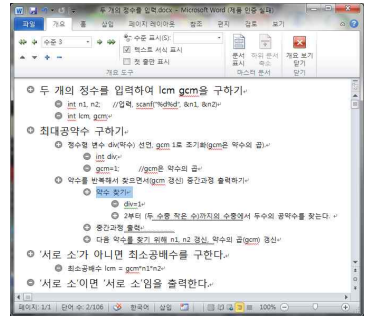 두 개의 정수를 입력.docx - Microsoft Word (제품 인증 실패)
파일 개요 홈 삽입 페이지 레이아웃 참조 편지 검토 보기
수준 3 수준 표시(S):
텍스트 서식 표시
첫 줄만 표시
문서 표시 하위 문서 축소 개요 보기 닫기
개요 도구 마스터 문서 닫기
두 개의 정수를 입력하여 lcm gcm을 구하기
int n1, n2; //입력, scanf("%d%d", &n1, &n2)
int lcm, gcm;
최대공약수 구하기
정수형 변수 div(약수) 선언, gcm 1로 초기화(gcm은 약수의 곱)
int div;
gcm=1; //gcm은 약수의 곱
약수를 반복해서 찾으면서(gcm 갱신) 중간과정 출력하기
약수 찾기
div=1
2부터 (두 수중 작은 수)까지의 수중에서 두수의 공약수를 찾는다.
중간과정 출력
다음 약수를 찾기 위해 n1, n2 갱신, 약수의 곱(gcm) 갱신
'서로 소'가 아니면 최소공배수를 구한다.
최소공배수 lcm = gcm*n1*n2
'서로 소'이면 '서로 소'임을 출력한다.
페이지: 1/1 단어 수: 2/106 한국어 삽입 100%